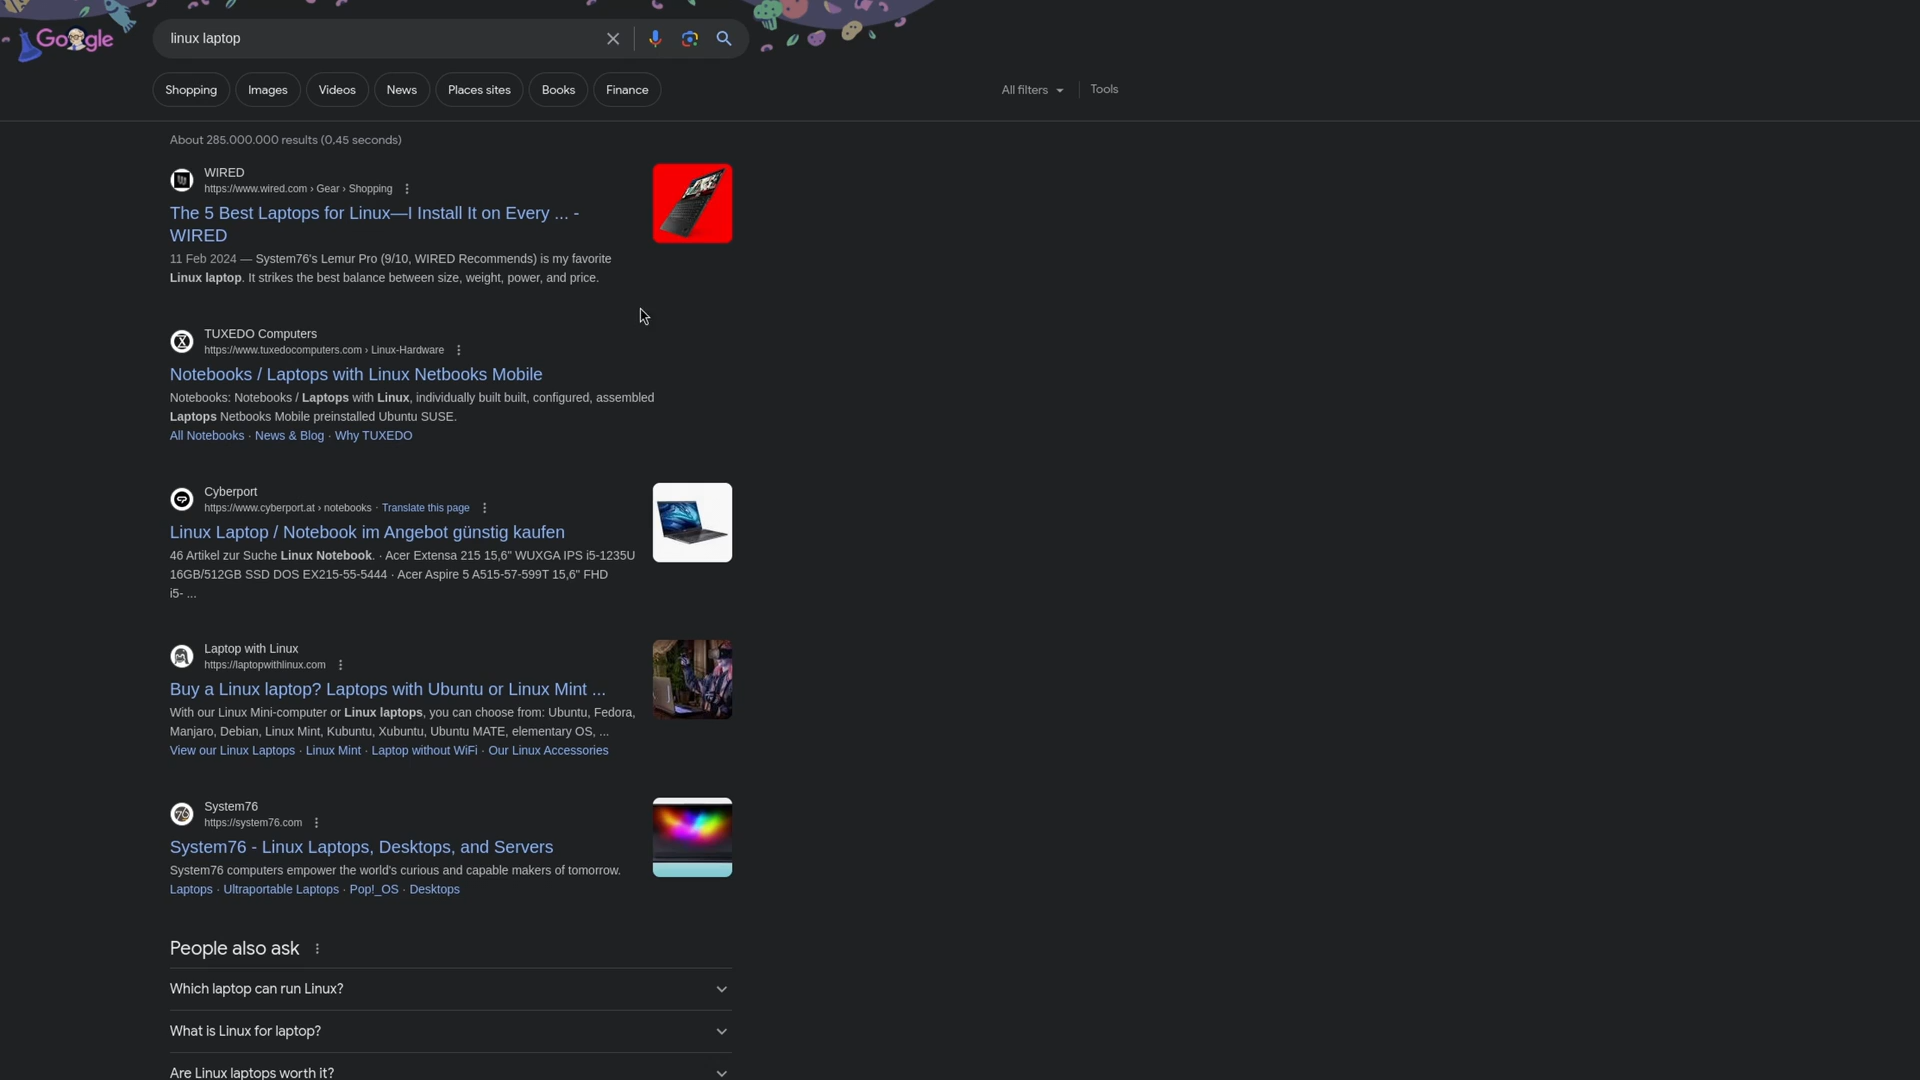 Google
linux laptop
Shopping
Images
Videos
News
Places sites
Books
Finance
All filters
Tools
About 285.000.000 results (0,45 seconds)
WIRED
https://www.wired.com › Gear › Shopping
The 5 Best Laptops for Linux—I Install It on Every ... -
WIRED
11 Feb 2024 — System76's Lemur Pro (9/10, WIRED Recommends) is my favorite
Linux laptop. It strikes the best balance between size, weight, power, and price.
TUXEDO Computers
https://www.tuxedocomputers.com › Linux-Hardware
Notebooks / Laptops with Linux Netbooks Mobile
Notebooks: Notebooks / Laptops with Linux, individually built built, configured, assembled
Laptops Netbooks Mobile preinstalled Ubuntu SUSE.
All Notebooks · News & Blog · Why TUXEDO
Cyberport
https://www.cyberport.at › notebooks · Translate this page
Linux Laptop / Notebook im Angebot günstig kaufen
46 Artikel zur Suche Linux Notebook. · Acer Extensa 215 15,6" WUXGA IPS i5-1235U
16GB/512GB SSD DOS EX215-55-5444 · Acer Aspire 5 A515-57-599T 15,6" FHD
i5- ...
Laptop with Linux
https://laptopwithlinux.com
Buy a Linux laptop? Laptops with Ubuntu or Linux Mint ...
With our Linux Mini-computer or Linux laptops, you can choose from: Ubuntu, Fedora,
Manjaro, Debian, Linux Mint, Kubuntu, Xubuntu, Ubuntu MATE, elementary OS, ...
View our Linux Laptops · Linux Mint · Laptop without WiFi · Our Linux Accessories
System76
https://system76.com
System76 - Linux Laptops, Desktops, and Servers
System76 computers empower the world's curious and capable makers of tomorrow.
Laptops · Ultraportable Laptops · Pop!_OS · Desktops
People also ask
Which laptop can run Linux?
What is Linux for laptop?
Are Linux laptops worth it?